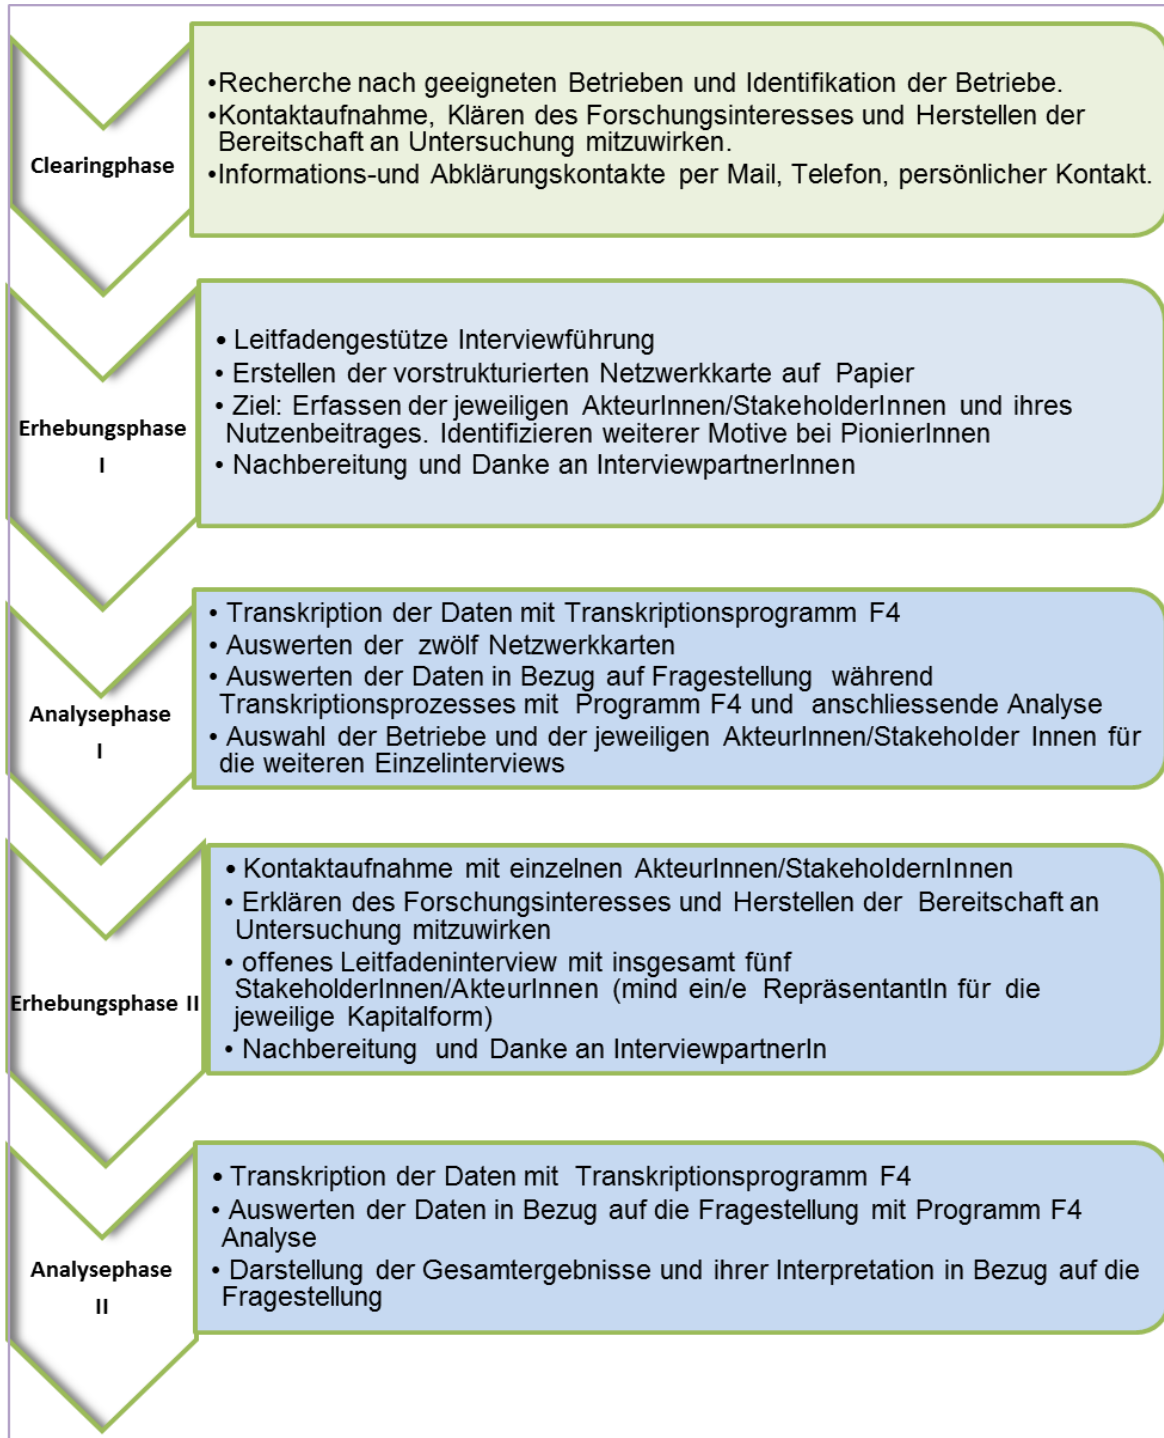 Clearingphase
•Recherche nach geeigneten Betrieben und Identifikation der Betriebe.
•Kontaktaufnahme, Klären des Forschungsinteresses und Herstellen der
Bereitschaft an Untersuchung mitzuwirken.
•Informations-und Abklärungskontakte per Mail, Telefon, persönlicher Kontakt.
Erhebungsphase
I
• Leitfadengestütze Interviewführung
• Erstellen der vorstrukturierten Netzwerkkarte auf Papier
• Ziel: Erfassen der jeweiligen AkteurInnen/StakeholderInnen und ihres
Nutzenbeitrages. Identifizieren weiterer Motive bei PionierInnen
• Nachbereitung und Danke an InterviewpartnerInnen
Analysephase
I
• Transkription der Daten mit Transkriptionsprogramm F4
• Auswerten der zwölf Netzwerkkarten
• Auswerten der Daten in Bezug auf Fragestellung während
Transkriptionsprozesses mit Programm F4 und anschliessende Analyse
• Auswahl der Betriebe und der jeweiligen AkteurInnen/Stakeholder Innen für
die weiteren Einzelinterviews
Erhebungsphase II
• Kontaktaufnahme mit einzelnen AkteurInnen/StakeholdernInnen
• Erklären des Forschungsinteresses und Herstellen der Bereitschaft an
Untersuchung mitzuwirken
• offenes Leitfadeninterview mit insgesamt fünf
StakeholderInnen/AkteurInnen (mind ein/e RepräsentantIn für die
jeweilige Kapitalform)
• Nachbereitung und Danke an InterviewpartnerIn
Analysephase
II
• Transkription der Daten mit Transkriptionsprogramm F4
• Auswerten der Daten in Bezug auf die Fragestellung mit Programm F4
Analyse
• Darstellung der Gesamtergebnisse und ihrer Interpretation in Bezug auf die
Fragestellung